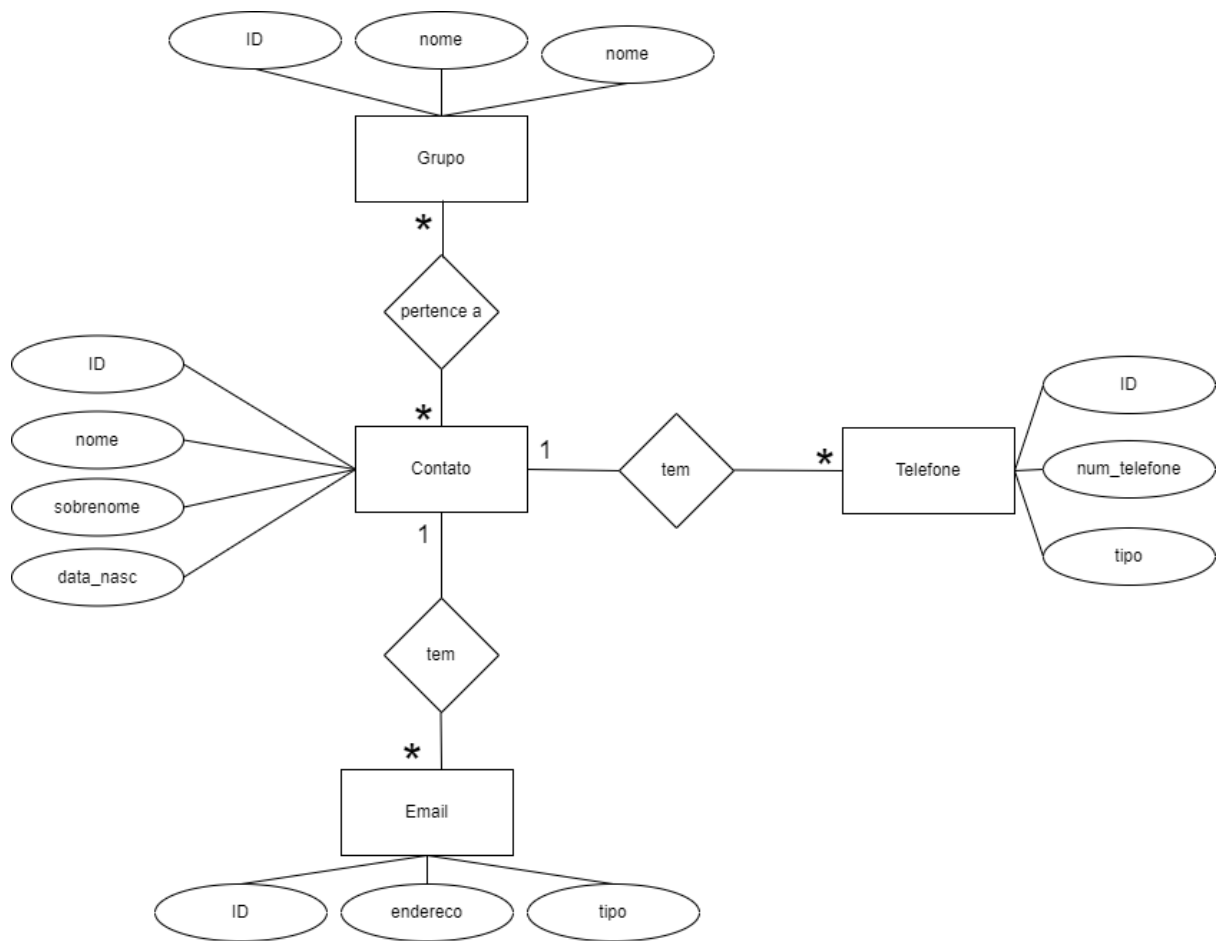 ID
nome
nome
Grupo
*
pertence a
*
ID
nome
sobrenome
data_nasc
Contato
1
tem
*
Telefone
ID
num_telefone
tipo
1
tem
*
Email
ID
endereco
tipo